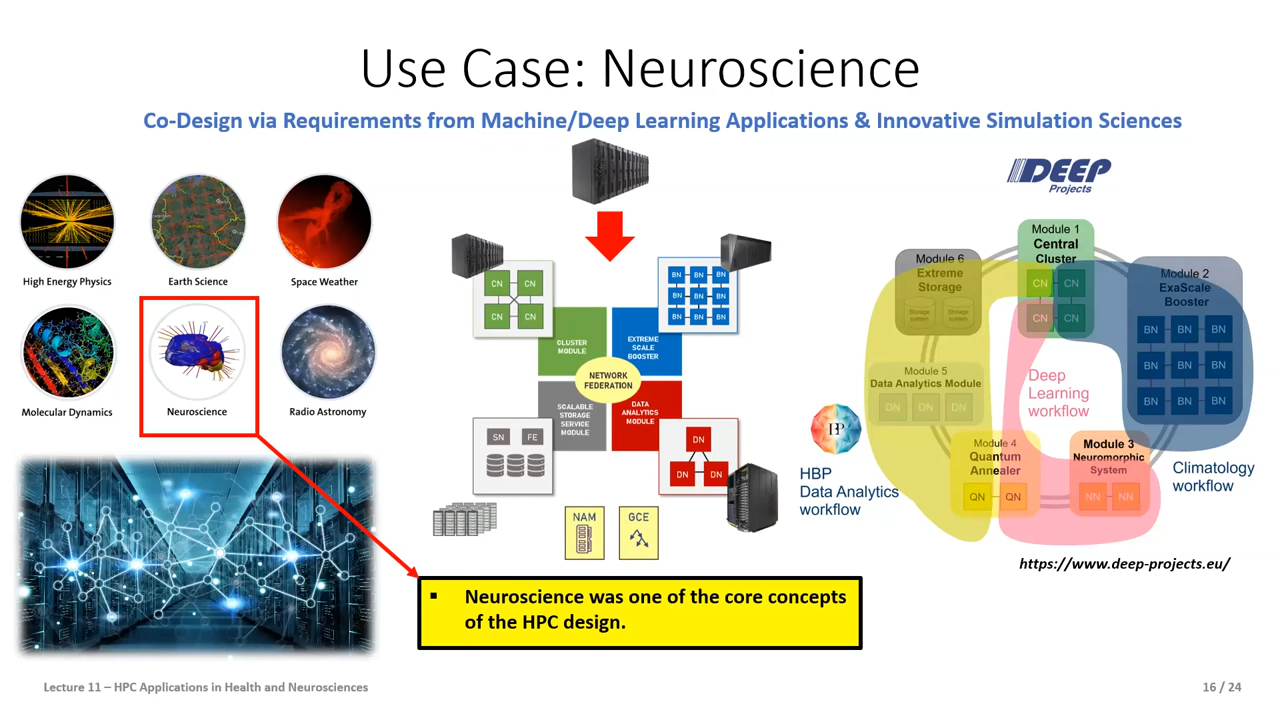 Use Case: Neuroscience
Co-Design via Requirements from Machine/Deep Learning Applications & Innovative Simulation Sciences
High Energy Physics
Earth Science
Space Weather
Molecular Dynamics
Neuroscience
Radio Astronomy
CN CN
CN CN
BN BN BN
BN BN BN
BN BN BN
CLUSTER
MODULE
EXTREME
SCALE
BOOSTER
NETWORK
FEDERATION
SCALABLE
STORAGE
SERVICE
MODULE
DATA
ANALYTICS
MODULE
SN FE
DN
DN DN
NAM
GCE
Neuroscience was one of the core concepts
of the HPC design.
DEEP
Projects
Module 1
Central
Cluster
CN CN
CN CN
Module 6
Extreme
Storage
Storage
system
Storage
system
Module 2
ExaScale
Booster
BN BN BN
BN BN BN
BN BN BN
Module 5
Data Analytics Module
DN DN DN
Deep
Learning
workflow
Module 4
Quantum
Annealer
QN QN
Module 3
Neuromorphic
System
NN NN
HBP
Data Analytics
workflow
Climatology
workflow
https://www.deep-projects.eu/
Lecture 11 – HPC Applications in Health and Neurosciences
16 / 24